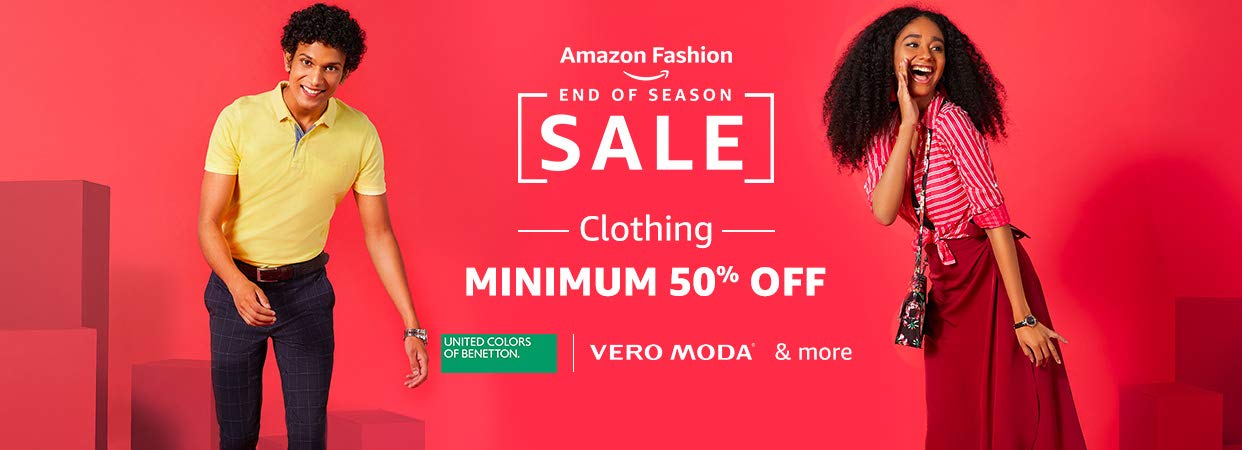 Amazon Fashion
END OF SEASON
SALE
Clothing
MINIMUM 50% OFF
UNITED COLORS
OF BENETTON.
VERO MODA® & more